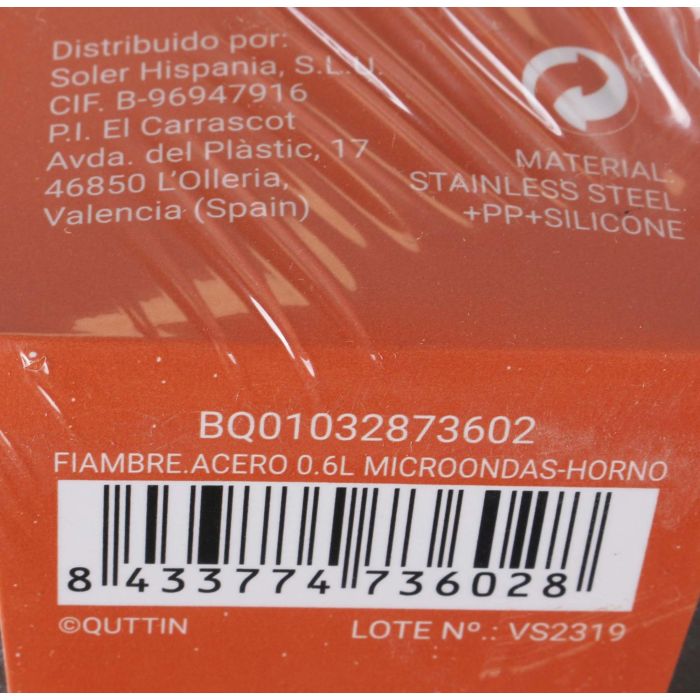 Distribuido por:
Soler Hispania, S.L.U.
CIF. B-96947916
P.I. El Carrascot
Avda. del Plàstic, 17
46850 L'Olleria,
Valencia (Spain)
MATERIAL:
STAINLESS STEEL
+PP+SILICONE
BQ01032873602
FIAMBRE.ACERO 0.6L MICROONDAS-HORNO
8 433774 736028
©QUTTIN
LOTE Nº.: VS2319